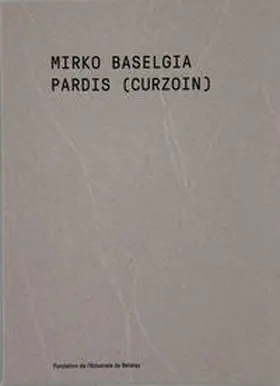 MIRKO BASELGIA
PARDIS (CURZOIN)
Fondation de l'Abbatiale de Bellelay